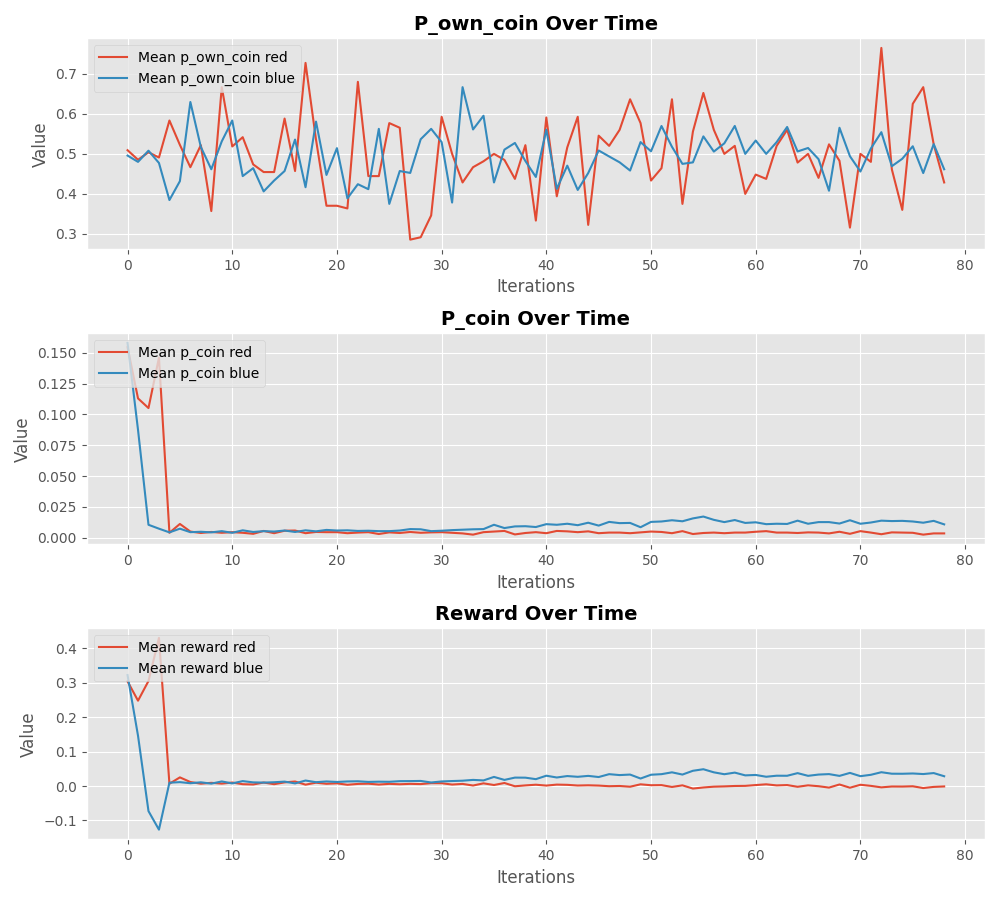 P_own_coin Over Time
Mean p_own_coin red
Mean p_own_coin blue
Value
0.7
0.6
0.5
0.4
0.3
0 10 20 30 40 50 60 70 80
Iterations
P_coin Over Time
Mean p_coin red
Mean p_coin blue
Value
0.150
0.125
0.100
0.075
0.050
0.025
0.000
0 10 20 30 40 50 60 70 80
Iterations
Reward Over Time
Mean reward red
Mean reward blue
Value
0.4
0.3
0.2
0.1
0.0
−0.1
0 10 20 30 40 50 60 70 80
Iterations